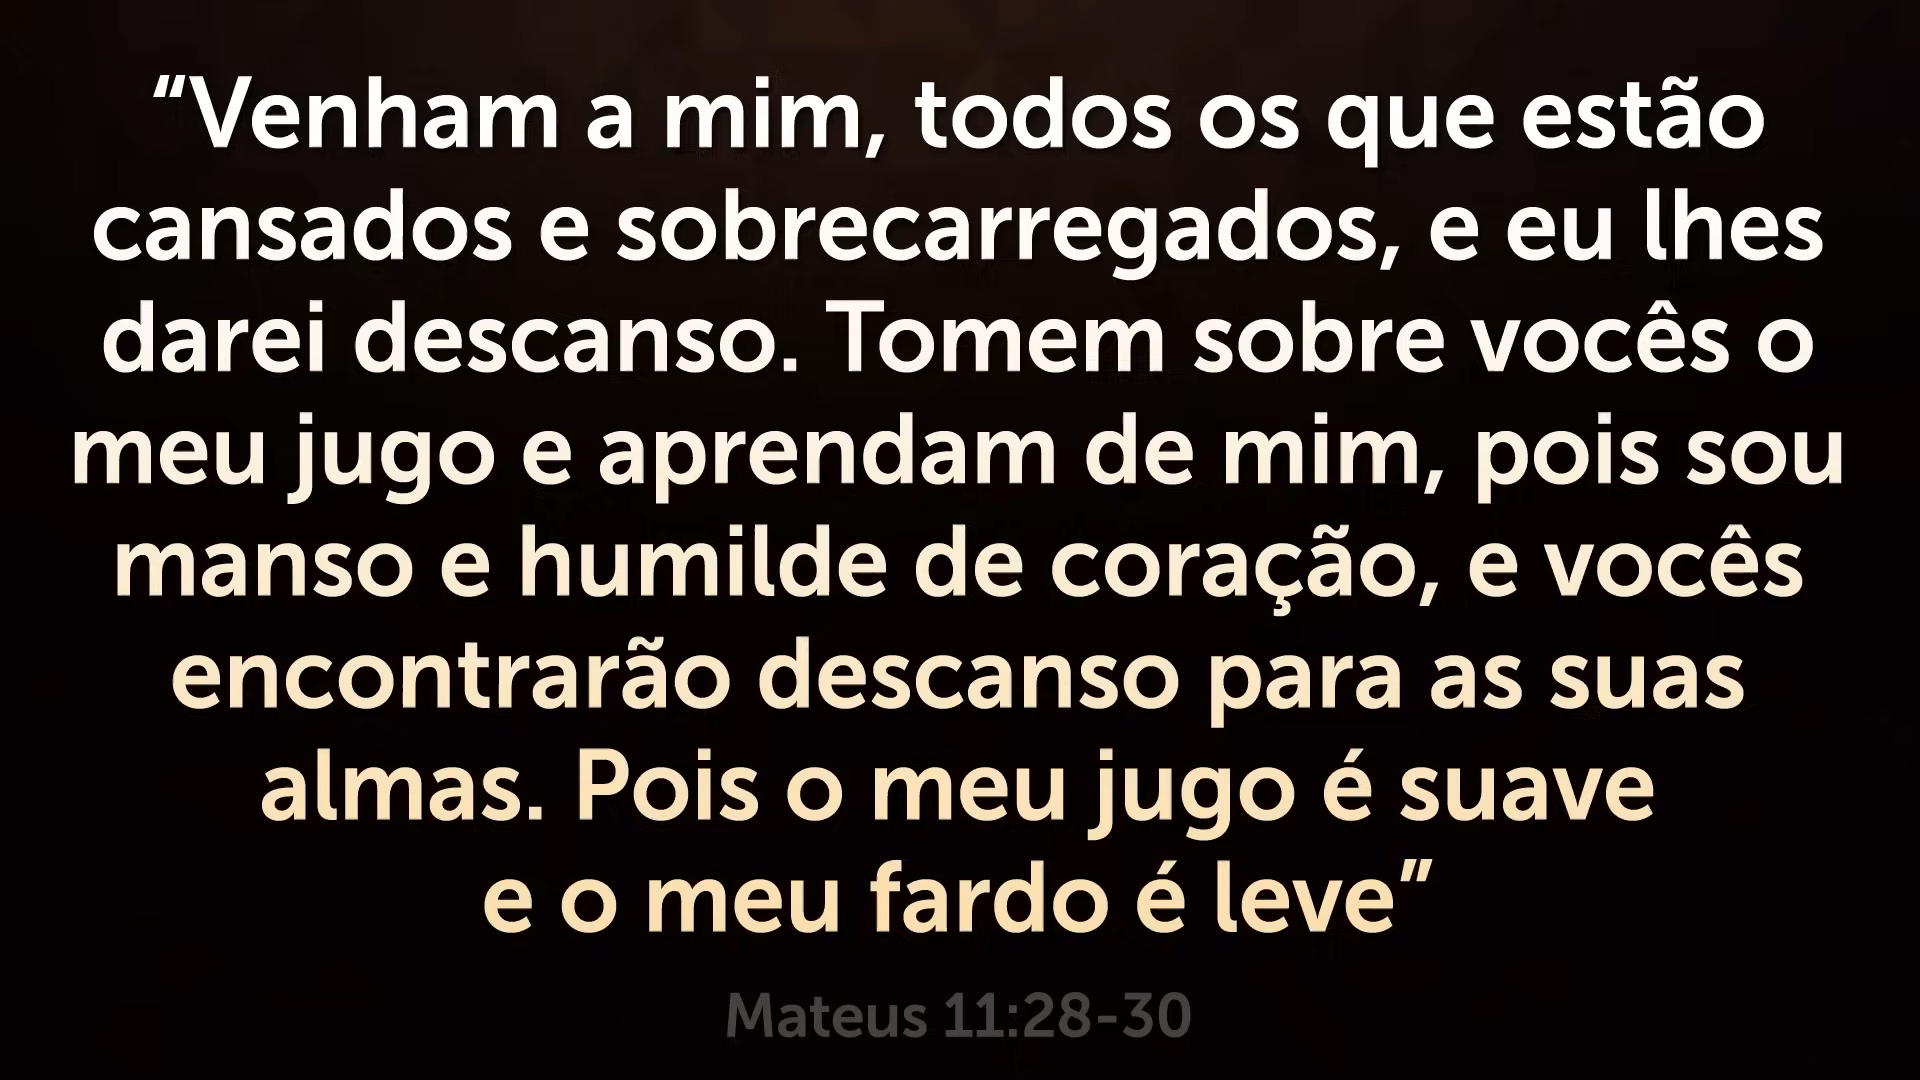 “Venham a mim, todos os que estão
cansados e sobrecarregados, e eu lhes
darei descanso. Tomem sobre vocês o
meu jugo e aprendam de mim, pois sou
manso e humilde de coração, e vocês
encontrarão descanso para as suas
almas. Pois o meu jugo é suave
e o meu fardo é leve”
Mateus 11:28-30